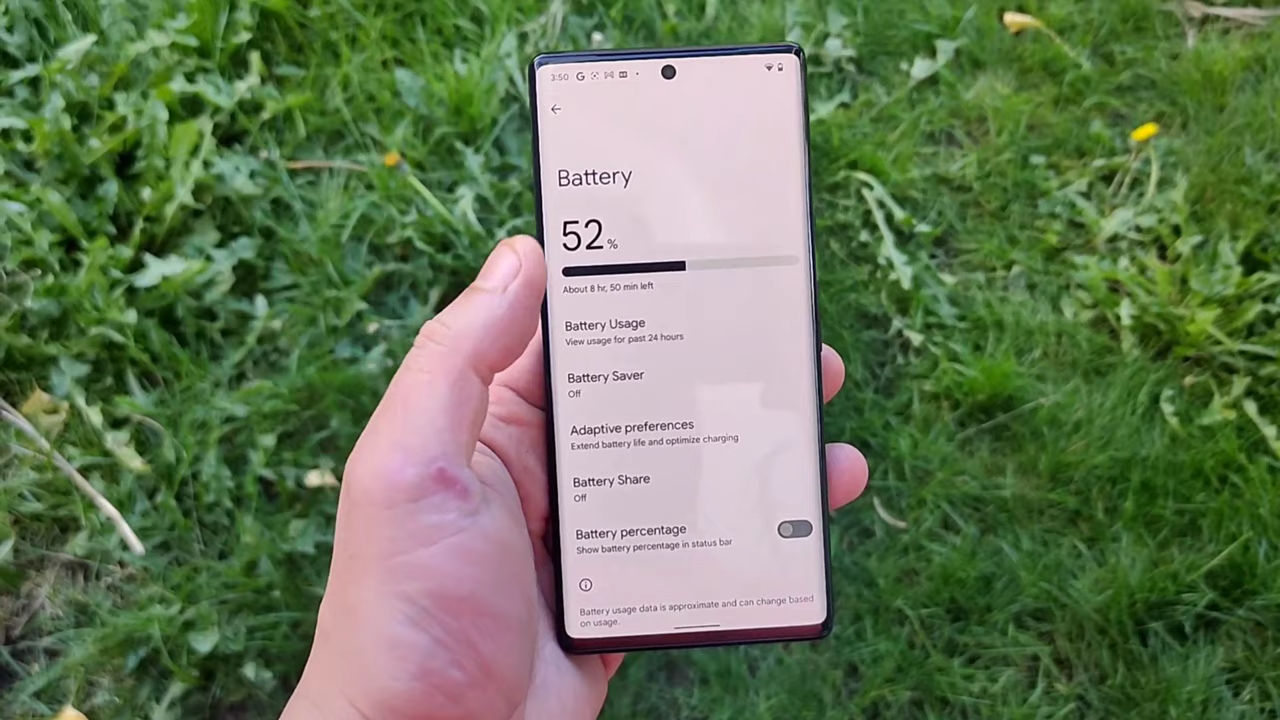 3:50 G
Battery
52%
About 8 hr, 50 min left
Battery Usage
View usage for past 24 hours
Battery Saver
Off
Adaptive preferences
Extend battery life and optimize charging
Battery Share
Off
Battery percentage
Show battery percentage in status bar
Battery usage data is approximate and can change based
on usage.